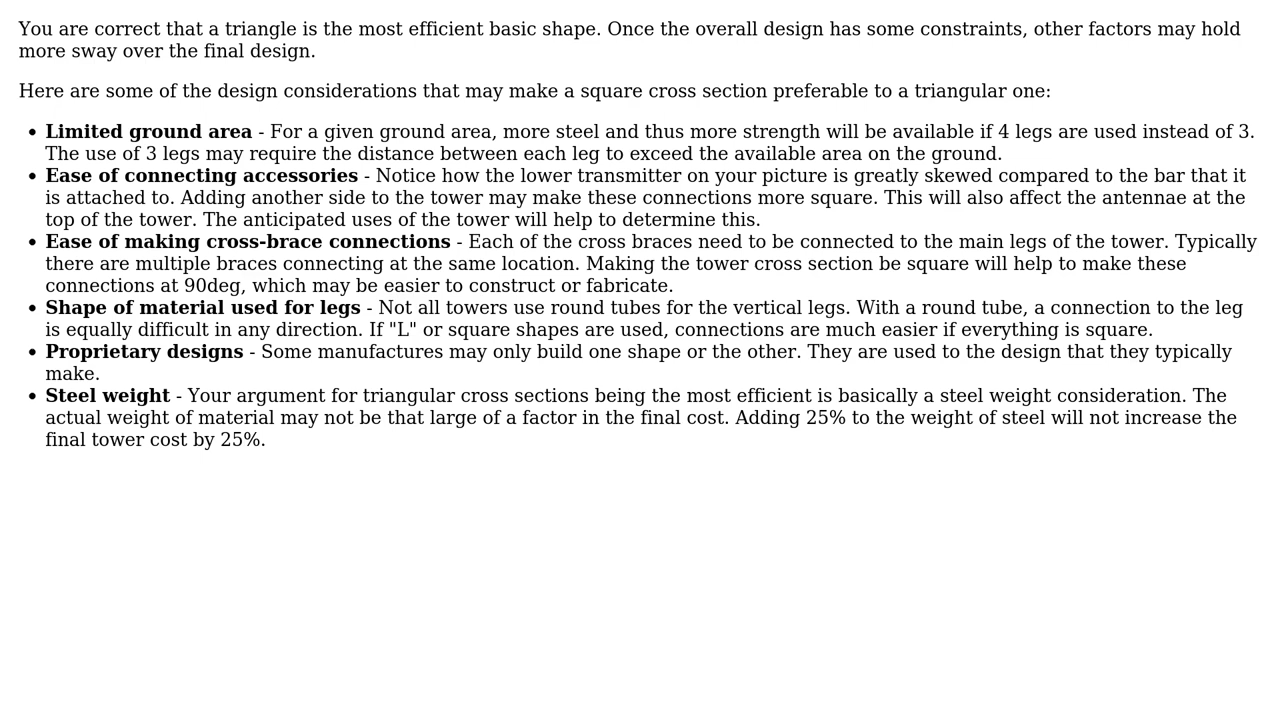 You are correct that a triangle is the most efficient basic shape. Once the overall design has some constraints, other factors may hold
more sway over the final design.
Here are some of the design considerations that may make a square cross section preferable to a triangular one:
• Limited ground area - For a given ground area, more steel and thus more strength will be available if 4 legs are used instead of 3.
The use of 3 legs may require the distance between each leg to exceed the available area on the ground.
• Ease of connecting accessories - Notice how the lower transmitter on your picture is greatly skewed compared to the bar that it
is attached to. Adding another side to the tower may make these connections more square. This will also affect the antennae at the
top of the tower. The anticipated uses of the tower will help to determine this.
• Ease of making cross-brace connections - Each of the cross braces need to be connected to the main legs of the tower. Typically
there are multiple braces connecting at the same location. Making the tower cross section be square will help to make these
connections at 90deg, which may be easier to construct or fabricate.
• Shape of material used for legs - Not all towers use round tubes for the vertical legs. With a round tube, a connection to the leg
is equally difficult in any direction. If "L" or square shapes are used, connections are much easier if everything is square.
• Proprietary designs - Some manufactures may only build one shape or the other. They are used to the design that they typically
make.
• Steel weight - Your argument for triangular cross sections being the most efficient is basically a steel weight consideration. The
actual weight of material may not be that large of a factor in the final cost. Adding 25% to the weight of steel will not increase the
final tower cost by 25%.